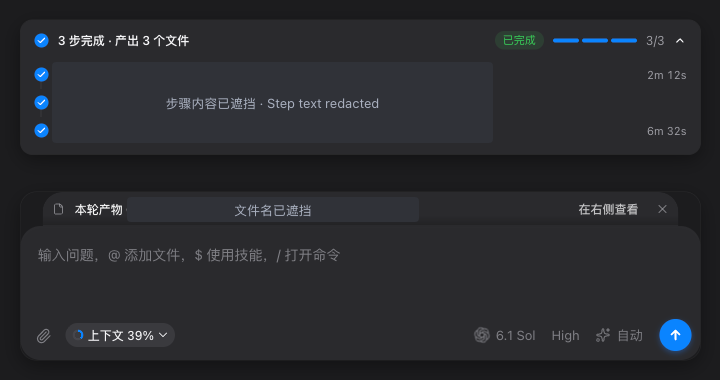 3 步完成 · 产出 3 个文件
已完成
3/3
2m 12s
步骤内容已遮挡 · Step text redacted
6m 32s
本轮产物
文件名已遮挡
在右侧查看
输入问题，@ 添加文件，$ 使用技能，/ 打开命令
上下文 39%
6.1 Sol
High
自动